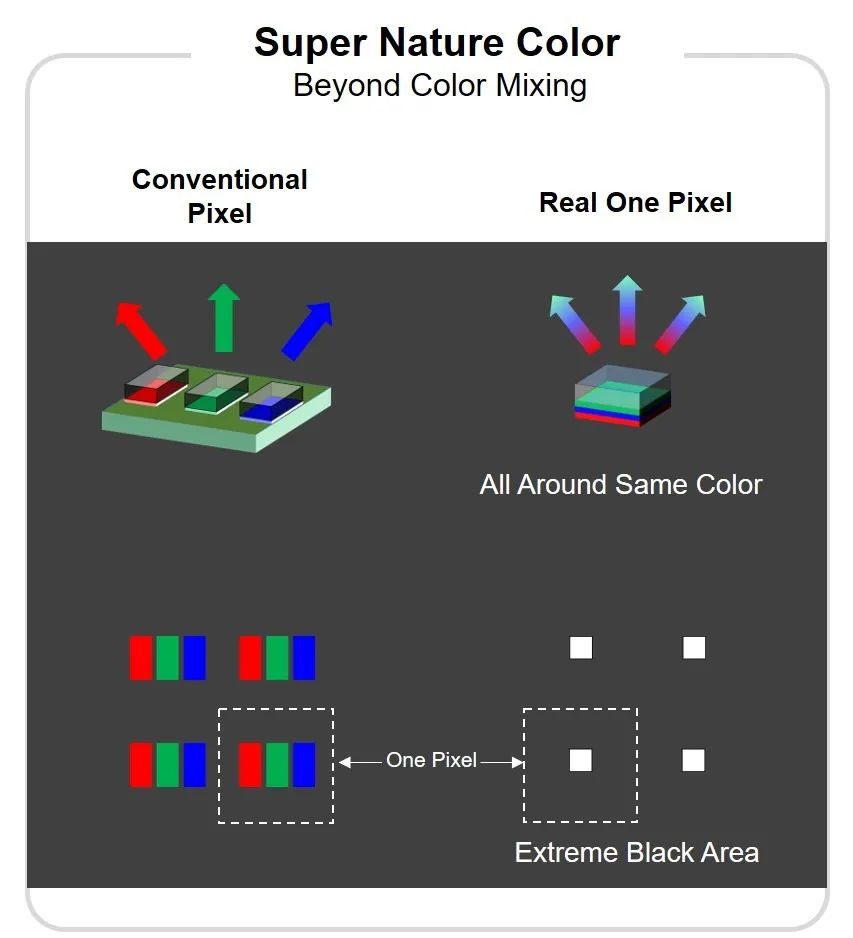 Super Nature Color
Beyond Color Mixing
Conventional
Pixel
Real One Pixel
All Around Same Color
One Pixel
Extreme Black Area